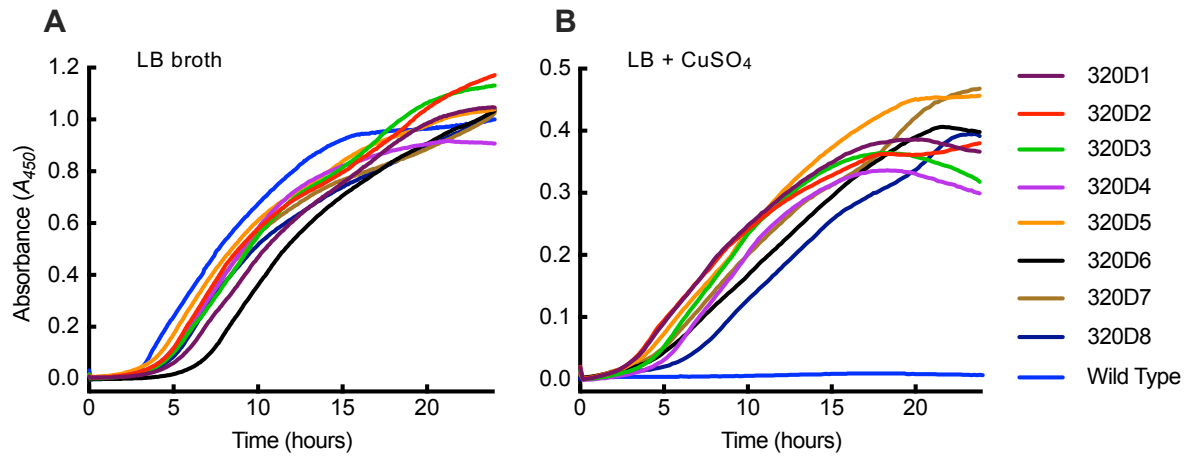 A
B
LB broth
LB + CuSO₄
Absorbance (A₄₅₀)
1.2
1.0
0.8
0.6
0.4
0.2
0.0
0
5
10
15
20
Time (hours)
0.5
0.4
0.3
0.2
0.1
0.0
0
5
10
15
20
Time (hours)
320D1
320D2
320D3
320D4
320D5
320D6
320D7
320D8
Wild Type